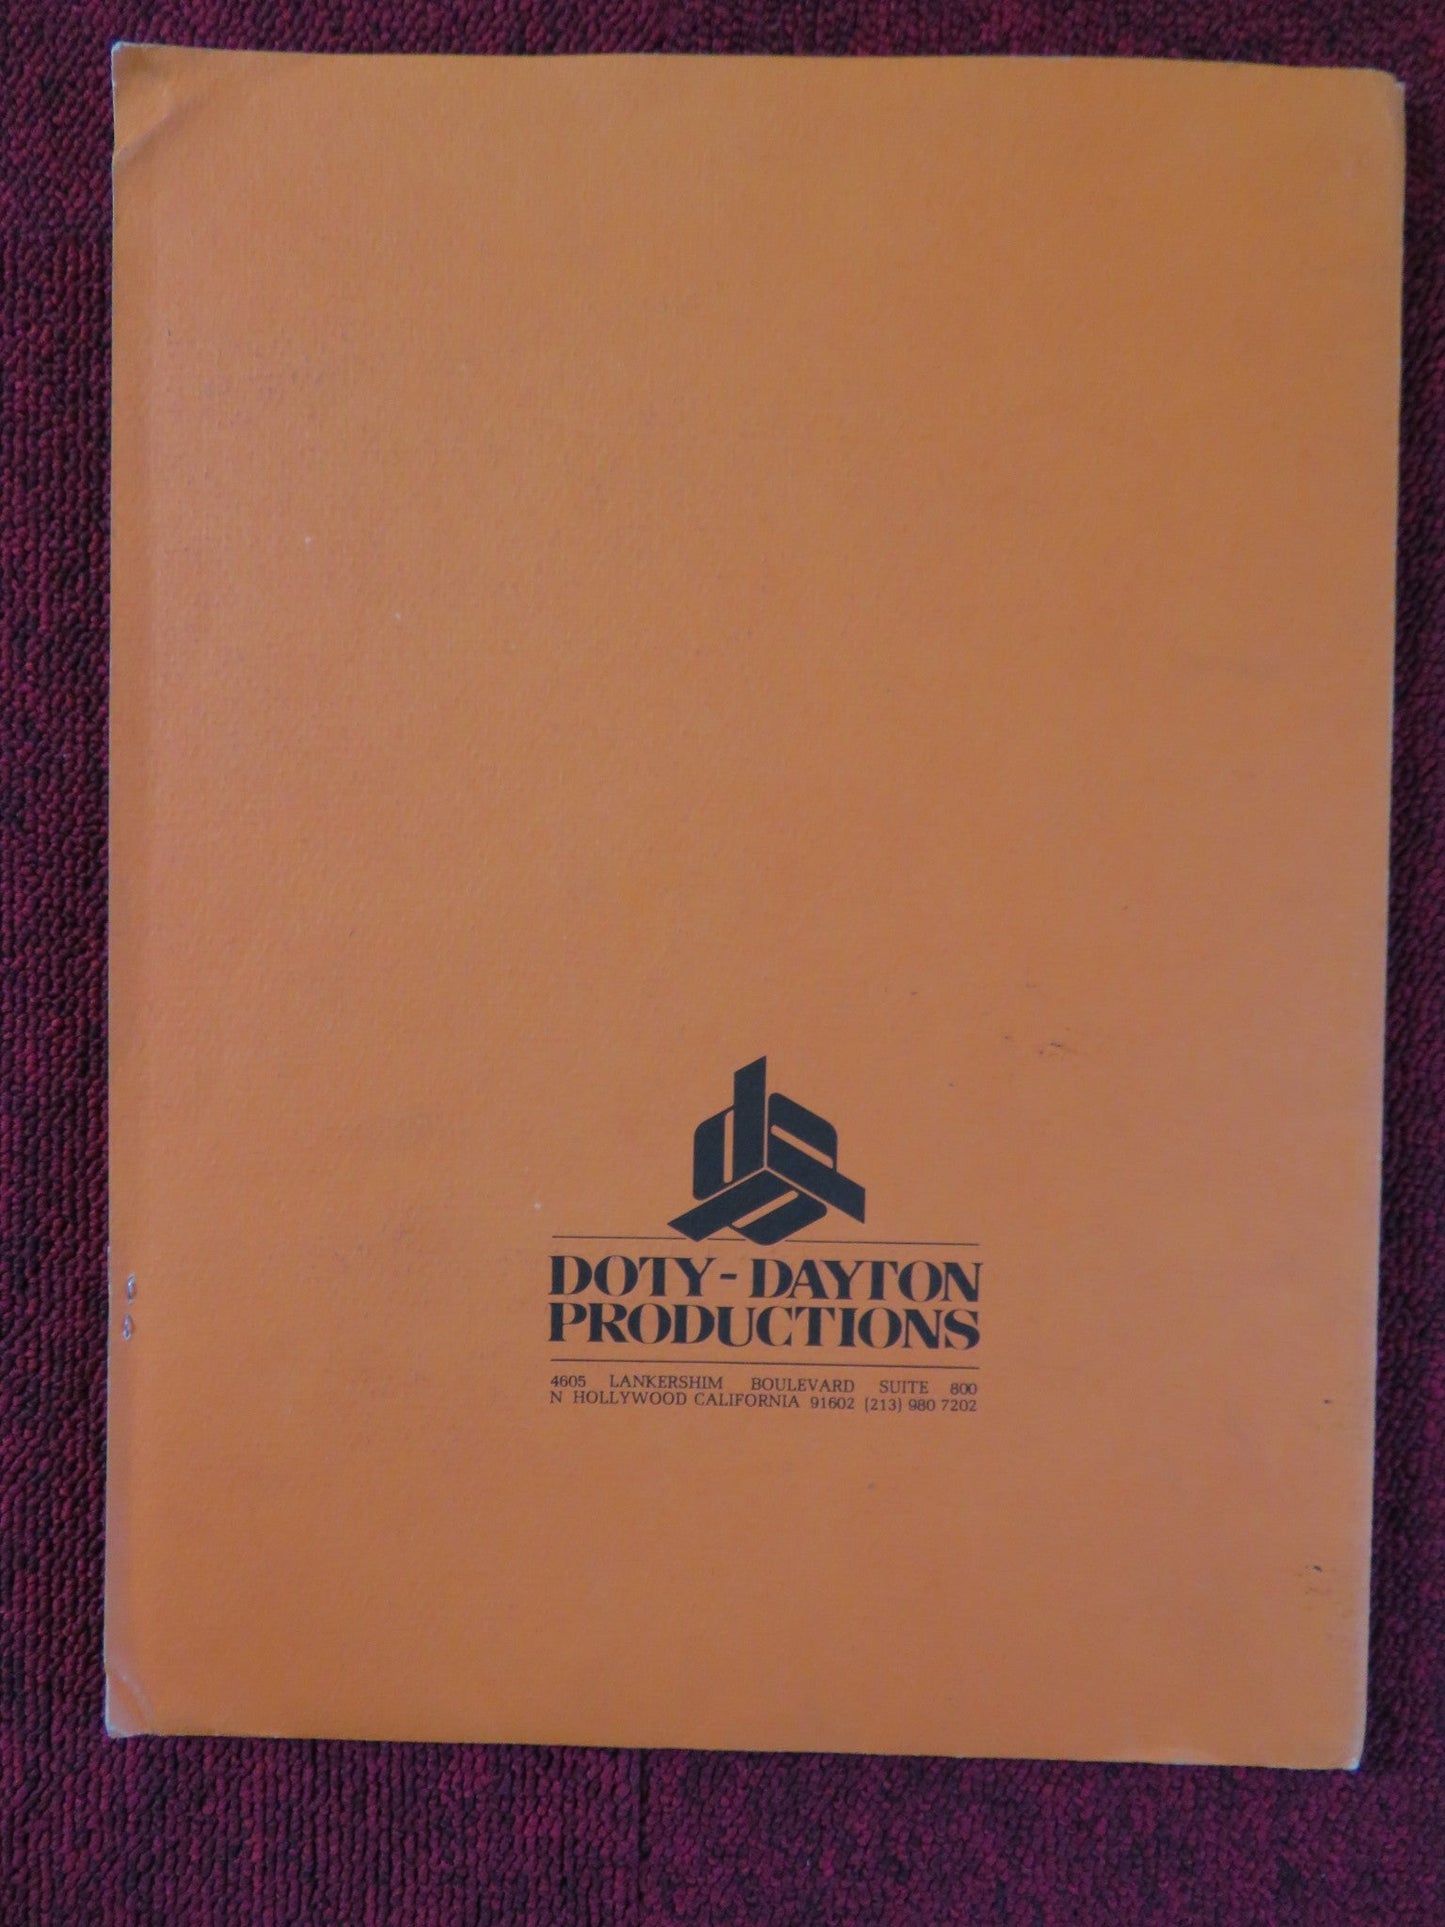 DOTY-DAYTON
PRODUCTIONS
4605 LANKERSHIM BOULEVARD SUITE 800
N HOLLYWOOD CALIFORNIA 91602 (213) 980 7202